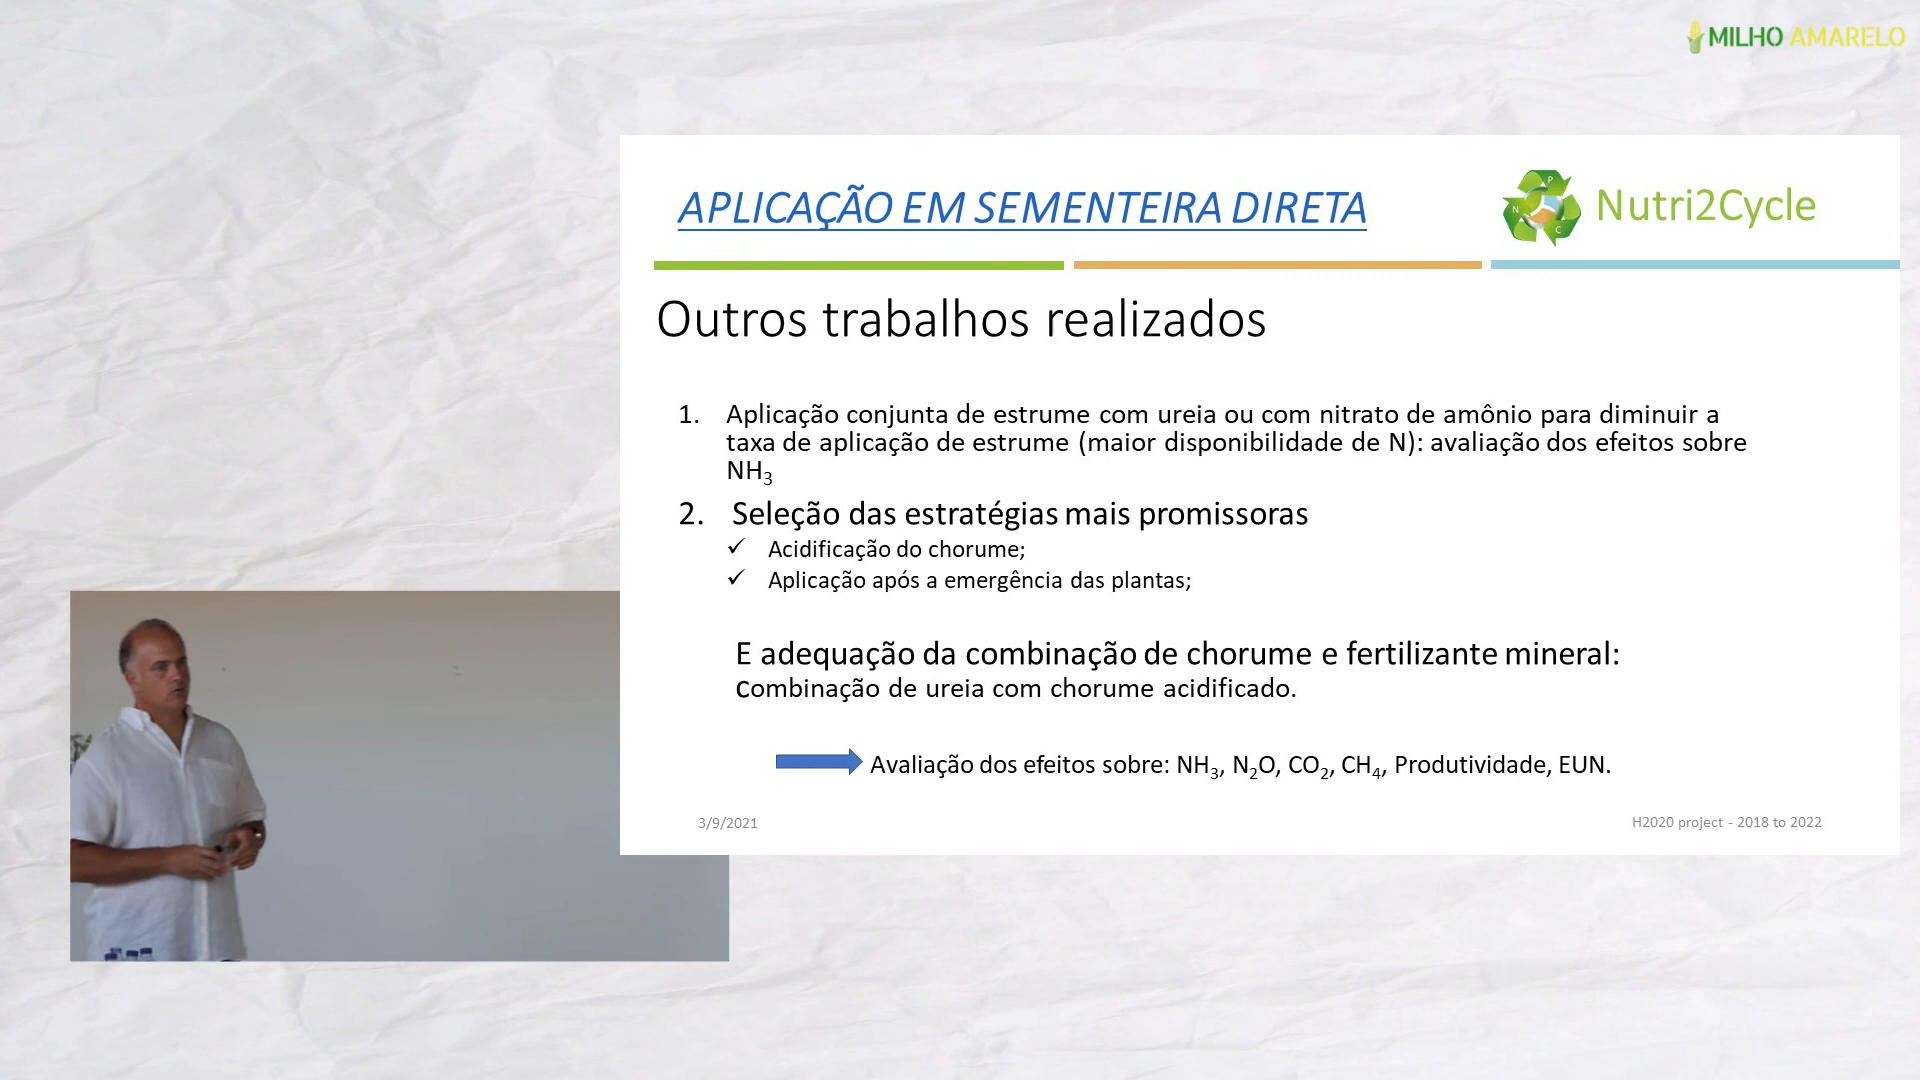 MILHO AMARELO
APLICAÇÃO EM SEMENTEIRA DIRETA
P
N
C
Nutri2Cycle
Outros trabalhos realizados
1. Aplicação conjunta de estrume com ureia ou com nitrato de amônio para diminuir a
taxa de aplicação de estrume (maior disponibilidade de N): avaliação dos efeitos sobre
NH₃
2. Seleção das estratégias mais promissoras
✓ Acidificação do chorume;
✓ Aplicação após a emergência das plantas;
E adequação da combinação de chorume e fertilizante mineral:
Combinação de ureia com chorume acidificado.
Avaliação dos efeitos sobre: NH₃, N₂O, CO₂, CH₄, Produtividade, EUN.
3/9/2021
H2020 project - 2018 to 2022